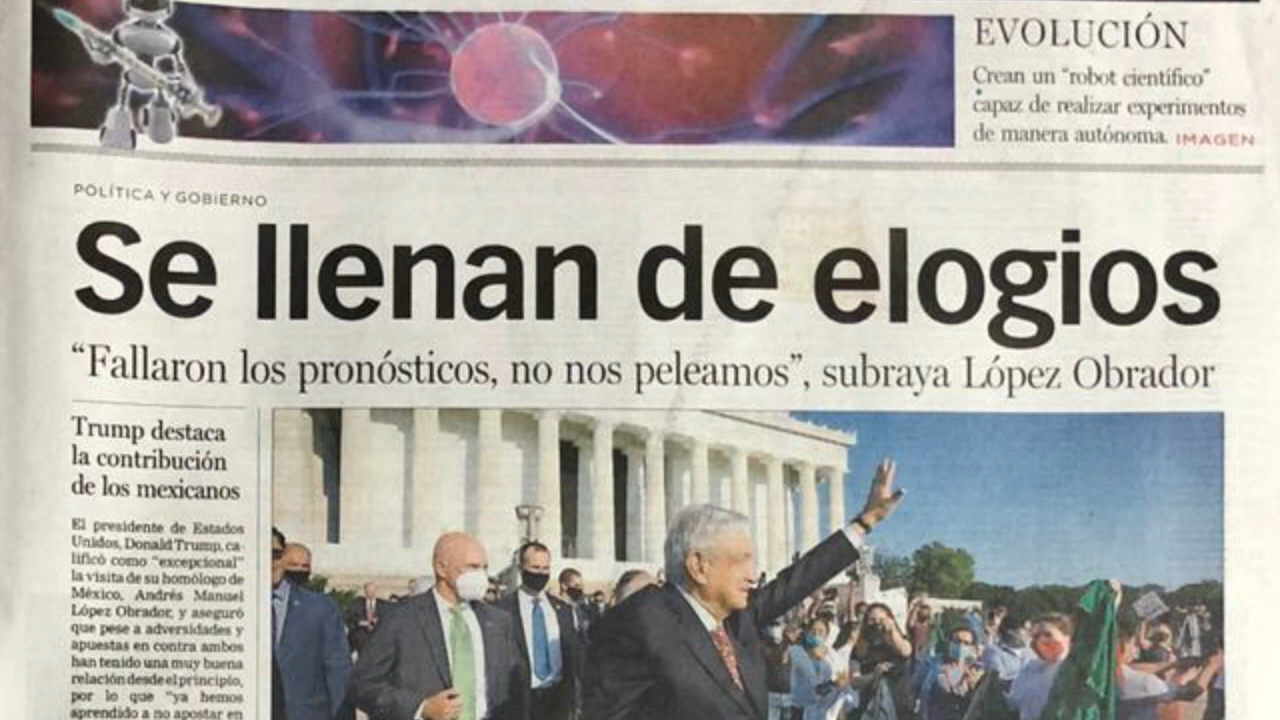 EVOLUCIÓN
Crean un “robot científico”
capaz de realizar experimentos
de manera autónoma. IMAGEN
POLÍTICA Y GOBIERNO
Se llenan de elogios
“Fallaron los pronósticos, no nos peleamos”, subraya López Obrador
Trump destaca
la contribución
de los mexicanos
El presidente de Estados
Unidos, Donald Trump, ca-
lificó como “excepcional”
la visita de su homólogo de
México, Andrés Manuel
López Obrador, y aseguró
que pese a adversidades y
apuestas en contra ambos
han tenido una muy buena
relación desde el principio,
por lo que “ya hemos
aprendido a no apostar en